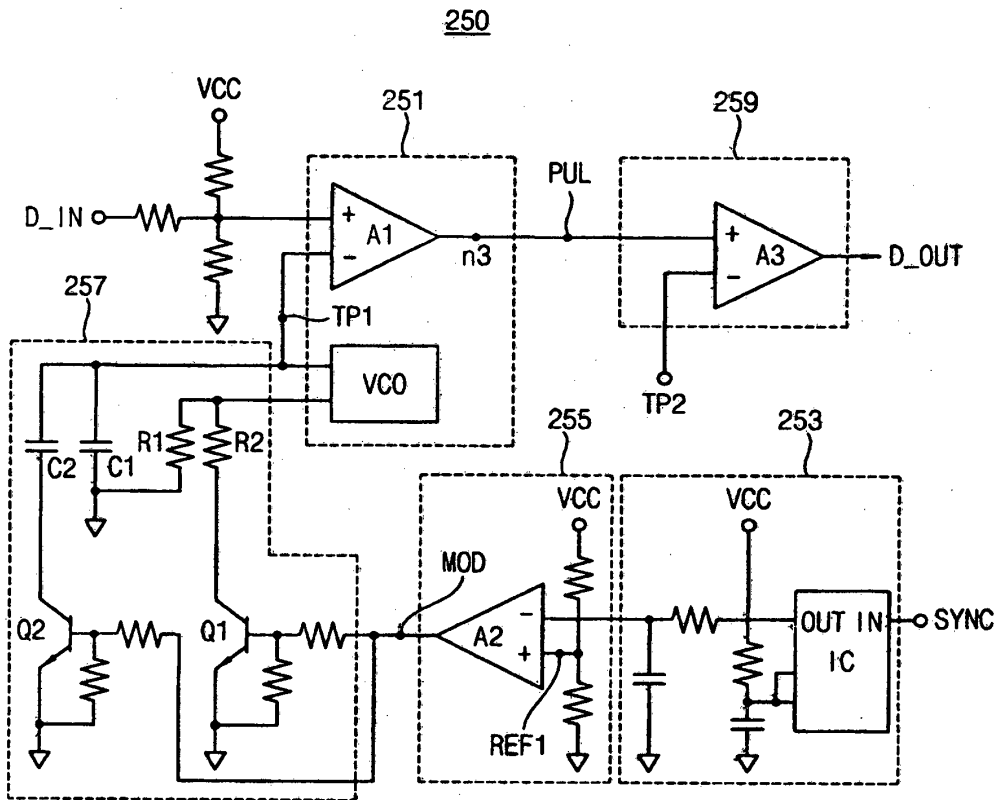 250
VCC
251
259
D_IN
+
A1
-
n3
PUL
+
A3
-
D_OUT
257
TP1
VCO
TP2
C2
C1
R1
R2
255
253
VCC
VCC
MOD
Q2
Q1
A2
-
+
REF1
OUT IN
IC
SYNC